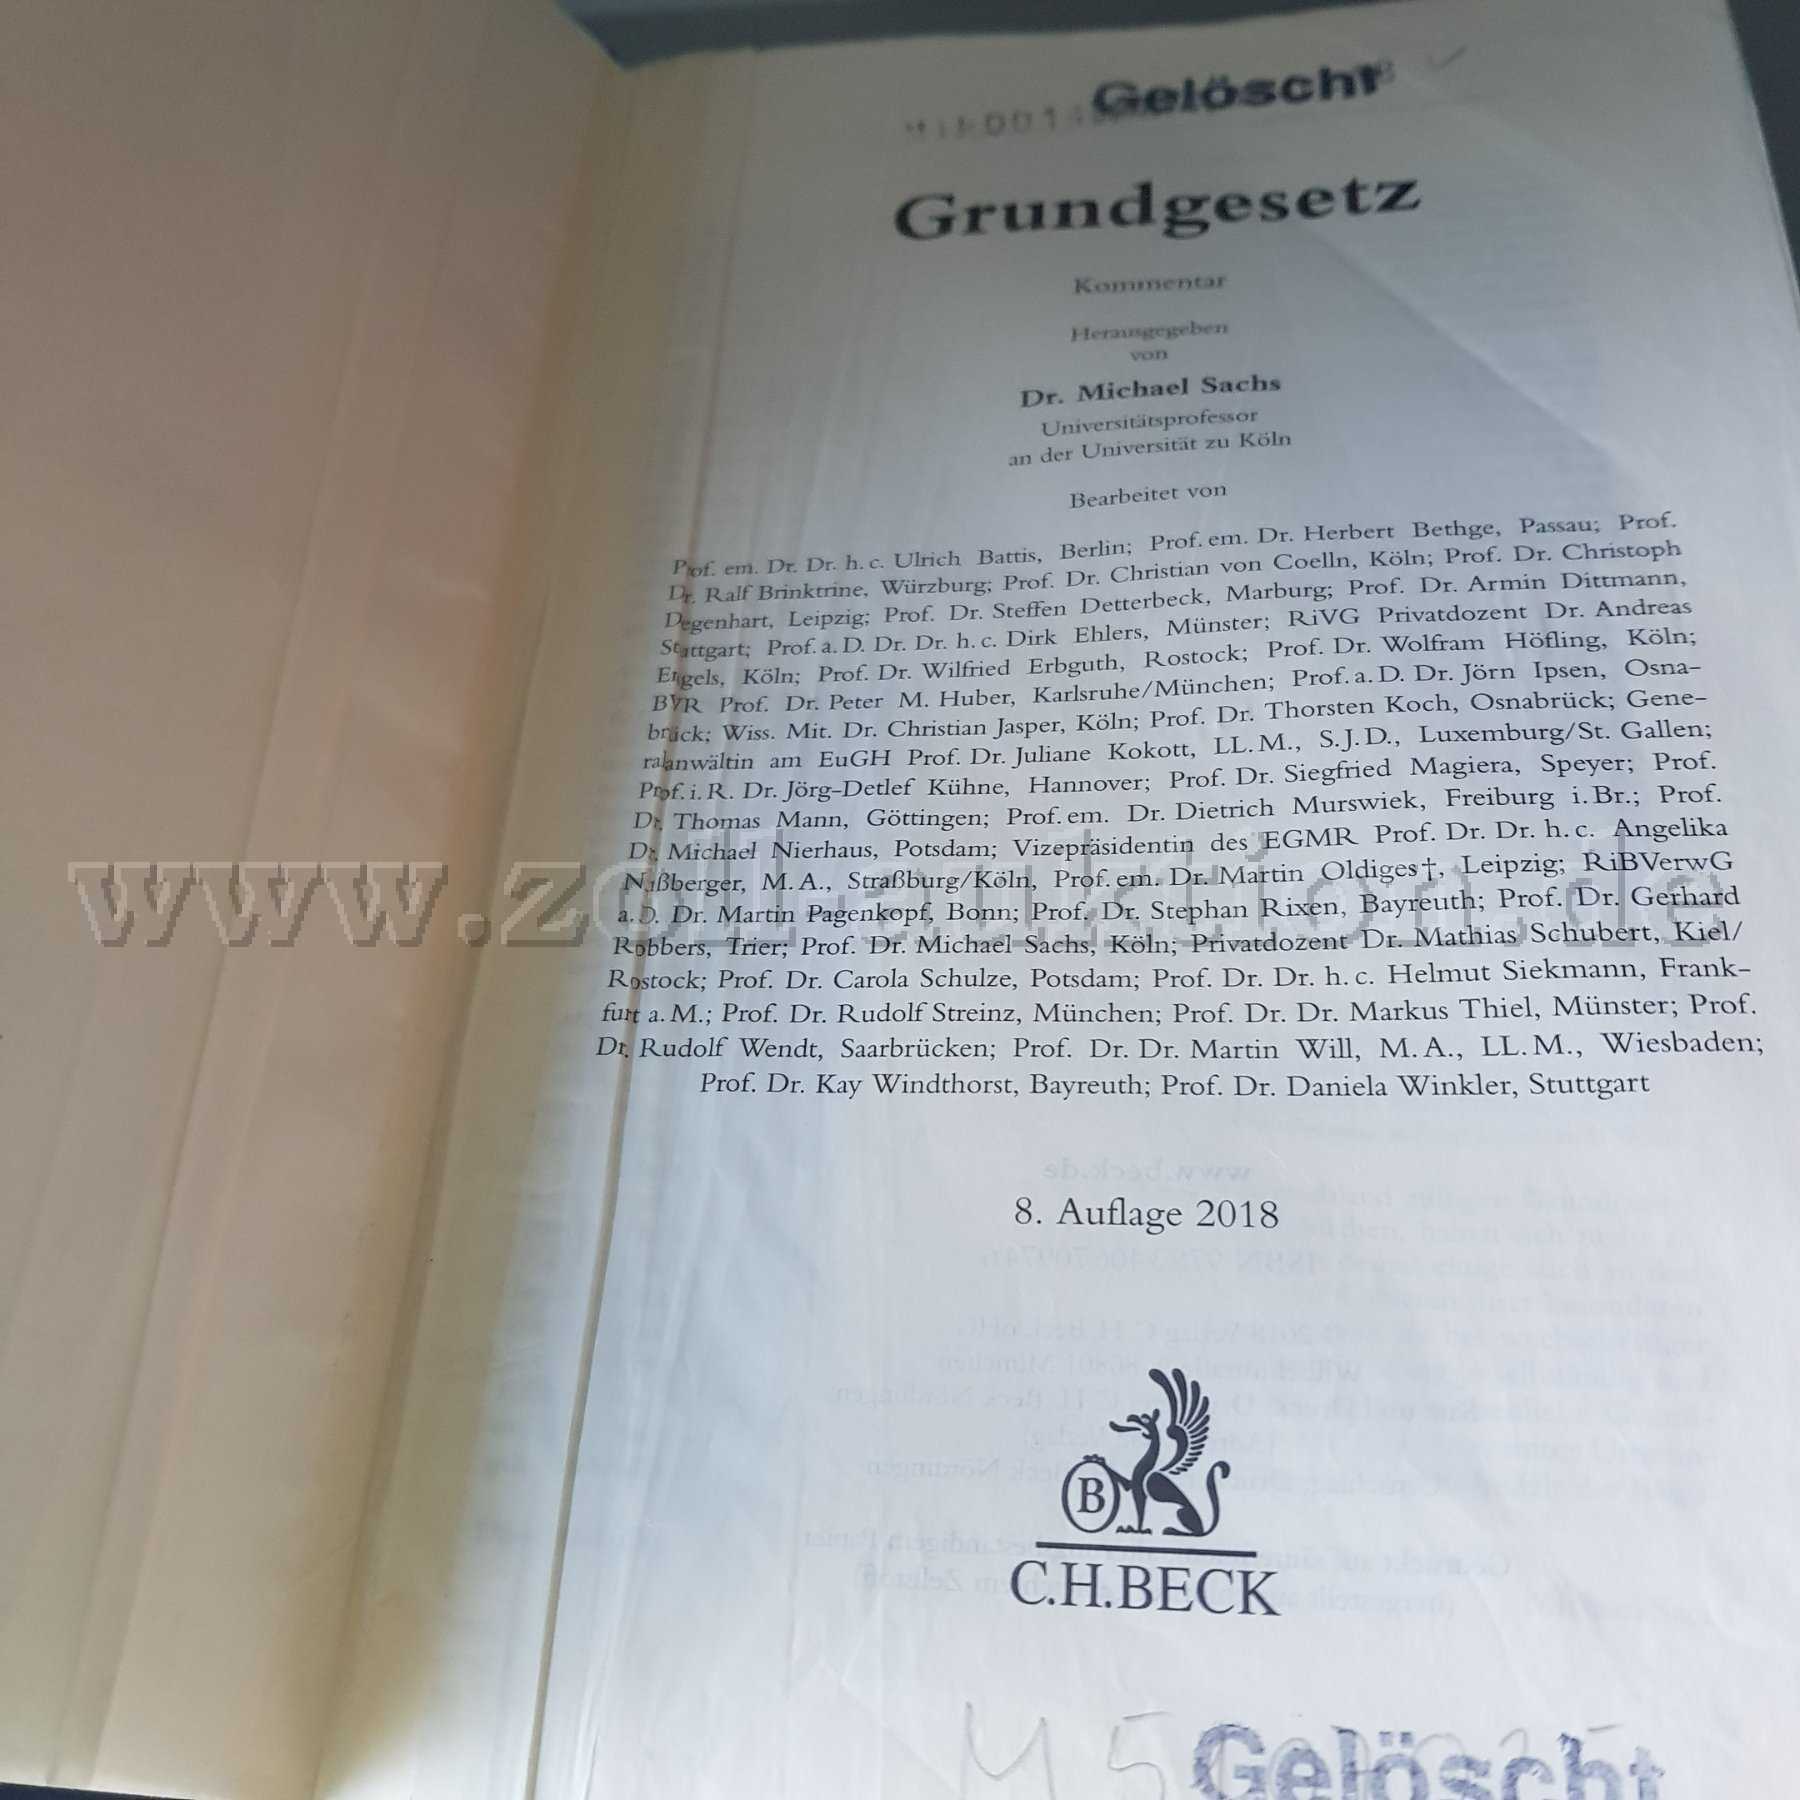 Gelöscht
Grundgesetz
Kommentar
Herausgegeben
von
Dr. Michael Sachs
Universitätsprofessor
an der Universität zu Köln
Bearbeitet von
Prof. em. Dr. Dr. h. c. Ulrich Battis, Berlin; Prof. em. Dr. Herbert Bethge, Passau; Prof.
Dr. Ralf Brinktrine, Würzburg; Prof. Dr. Christian von Coelln, Köln; Prof. Dr. Christoph
Degenhart, Leipzig; Prof. Dr. Steffen Detterbeck, Marburg; Prof. Dr. Armin Dittmann,
Stuttgart; Prof. a. D. Dr. Dr. h. c. Dirk Ehlers, Münster; RiVG Privatdozent Dr. Andreas
Engels, Köln; Prof. Dr. Wilfried Erbguth, Rostock; Prof. Dr. Wolfram Höfling, Köln;
BVR Prof. Dr. Peter M. Huber, Karlsruhe/München; Prof. a. D. Dr. Jörn Ipsen, Osna-
brück; Wiss. Mit. Dr. Christian Jasper, Köln; Prof. Dr. Thorsten Koch, Osnabrück; Gene-
ralanwältin am EuGH Prof. Dr. Juliane Kokott, LL. M., S. J. D., Luxemburg/St. Gallen;
Prof. i. R. Dr. Jörg-Detlef Kühne, Hannover; Prof. Dr. Siegfried Magiera, Speyer; Prof.
Dr. Thomas Mann, Göttingen; Prof. em. Dr. Dietrich Murswiek, Freiburg i. Br.; Prof.
Dr. Michael Nierhaus, Potsdam; Vizepräsidentin des EGMR Prof. Dr. Dr. h. c. Angelika
Nußberger, M. A., Straßburg/Köln, Prof. em. Dr. Martin Oldiges†, Leipzig; RiBVerwG
a. D. Dr. Martin Pagenkopf, Bonn; Prof. Dr. Stephan Rixen, Bayreuth; Prof. Dr. Gerhard
Robbers, Trier; Prof. Dr. Michael Sachs, Köln; Privatdozent Dr. Mathias Schubert, Kiel/
Rostock; Prof. Dr. Carola Schulze, Potsdam; Prof. Dr. Dr. h. c. Helmut Siekmann, Frank-
furt a. M.; Prof. Dr. Rudolf Streinz, München; Prof. Dr. Dr. Markus Thiel, Münster; Prof.
Dr. Rudolf Wendt, Saarbrücken; Prof. Dr. Dr. Martin Will, M. A., LL. M., Wiesbaden;
Prof. Dr. Kay Windthorst, Bayreuth; Prof. Dr. Daniela Winkler, Stuttgart
www.zoll-auktion.de
www.beck.de
8. Auflage 2018
B
C.H.BECK
M 5
Gelöscht